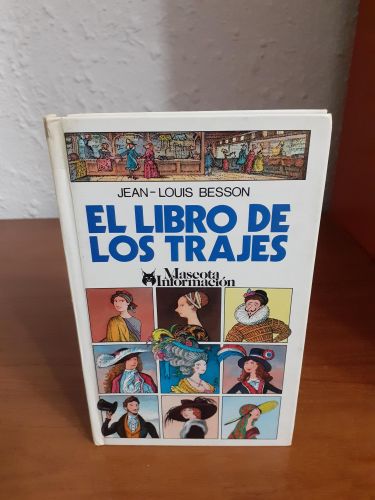 JEAN-LOUIS BESSON
EL LIBRO DE
LOS TRAJES
Mascota
Información